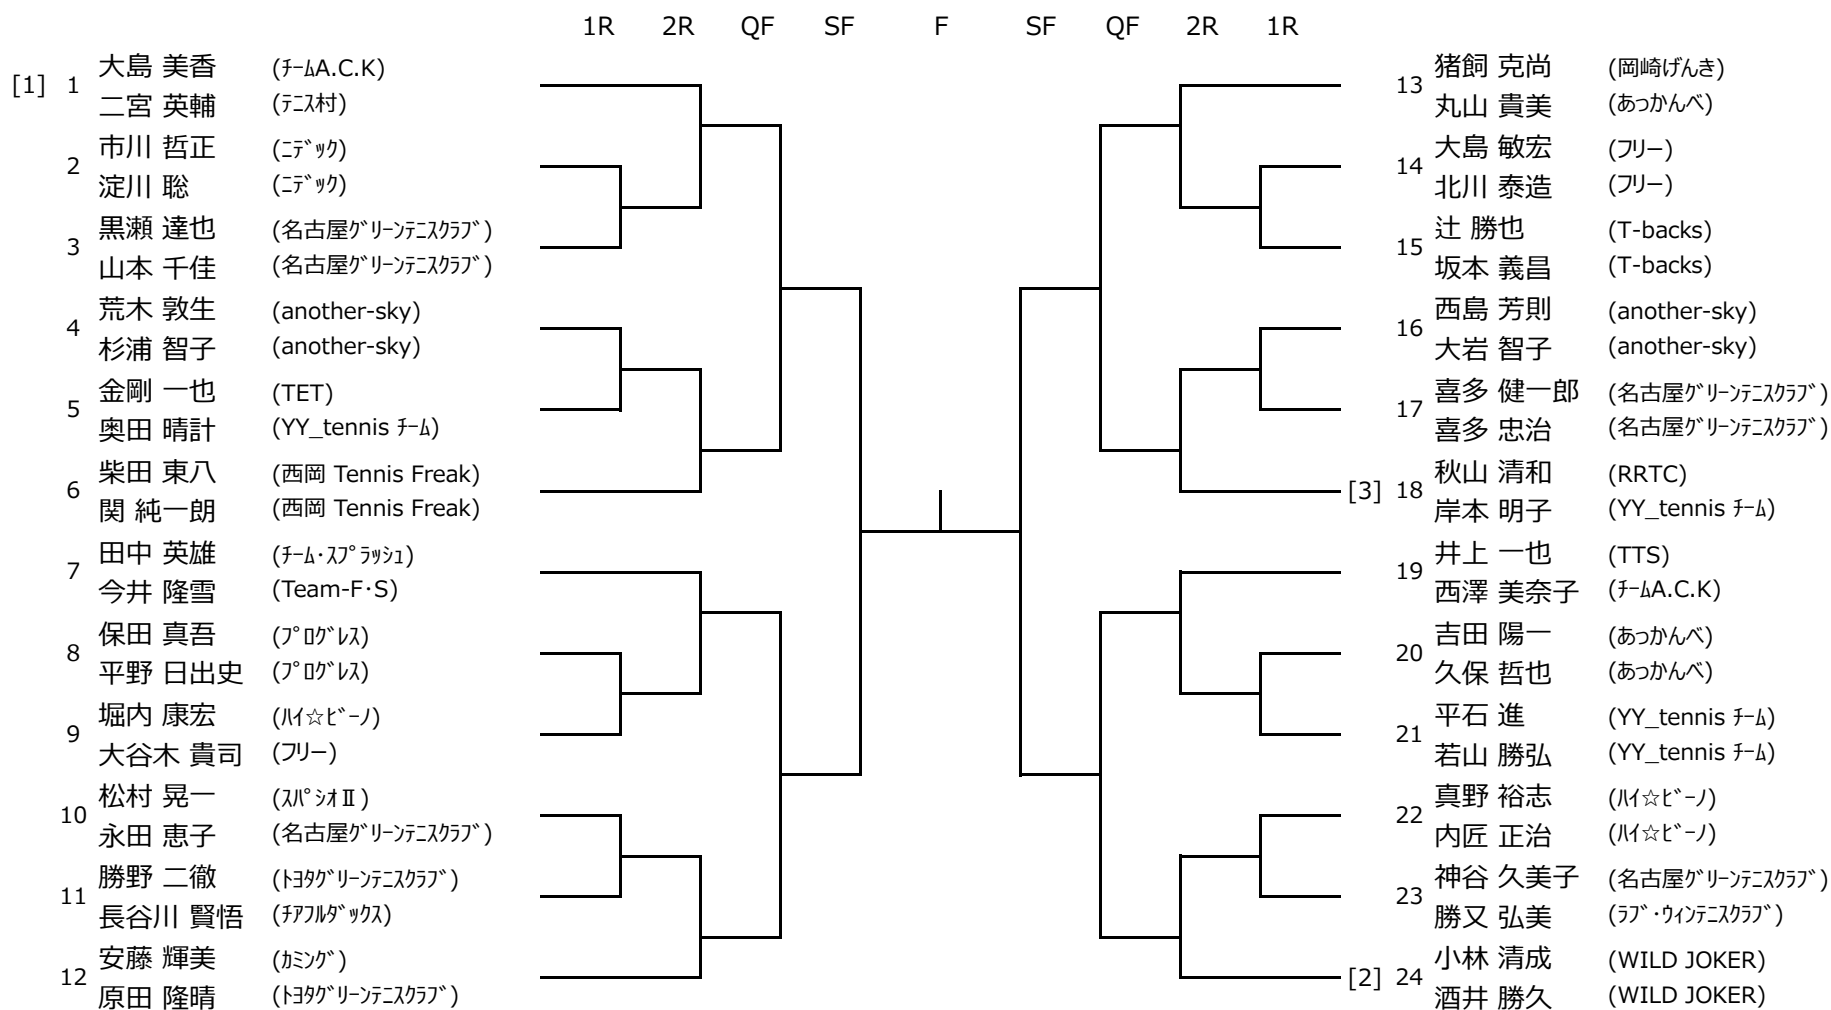 1R 2R QF SF F SF QF 2R 1R
[1] 1 大島 美香 (ﾁｰﾑA.C.K)
二宮 英輔 (ﾃﾆｽ村)
2 市川 哲正 (ﾆﾃﾞｯｸ)
淀川 聡 (ﾆﾃﾞｯｸ)
3 黒瀬 達也 (名古屋ｸﾞﾘｰﾝﾃﾆｽｸﾗﾌﾞ)
山本 千佳 (名古屋ｸﾞﾘｰﾝﾃﾆｽｸﾗﾌﾞ)
4 荒木 敦生 (another-sky)
杉浦 智子 (another-sky)
5 金剛 一也 (TET)
奥田 晴計 (YY_tennis ﾁｰﾑ)
6 柴田 東八 (西岡 Tennis Freak)
関 純一朗 (西岡 Tennis Freak)
7 田中 英雄 (ﾁｰﾑ･ｽﾌﾟﾗｯｼｭ)
今井 隆雪 (Team-F･S)
8 保田 真吾 (ﾌﾟﾛｸﾞﾚｽ)
平野 日出史 (ﾌﾟﾛｸﾞﾚｽ)
9 堀内 康宏 (ﾊｲ☆ﾋﾞｰﾉ)
大谷木 貴司 (フリー)
10 松村 晃一 (ｽﾊﾟｼｵⅡ)
永田 恵子 (名古屋ｸﾞﾘｰﾝﾃﾆｽｸﾗﾌﾞ)
11 勝野 二徹 (ﾄﾖﾀｸﾞﾘｰﾝﾃﾆｽｸﾗﾌﾞ)
長谷川 賢悟 (ﾁｱﾌﾙﾀﾞｯｸｽ)
12 安藤 輝美 (ｶﾐﾝｸﾞ)
原田 隆晴 (ﾄﾖﾀｸﾞﾘｰﾝﾃﾆｽｸﾗﾌﾞ)
13 猪飼 克尚 (岡崎げんき)
丸山 貴美 (あっかんべ)
14 大島 敏宏 (フリー)
北川 泰造 (フリー)
15 辻 勝也 (T-backs)
坂本 義昌 (T-backs)
16 西島 芳則 (another-sky)
大岩 智子 (another-sky)
17 喜多 健一郎 (名古屋ｸﾞﾘｰﾝﾃﾆｽｸﾗﾌﾞ)
喜多 忠治 (名古屋ｸﾞﾘｰﾝﾃﾆｽｸﾗﾌﾞ)
[3] 18 秋山 清和 (RRTC)
岸本 明子 (YY_tennis ﾁｰﾑ)
19 井上 一也 (TTS)
西澤 美奈子 (ﾁｰﾑA.C.K)
20 吉田 陽一 (あっかんべ)
久保 哲也 (あっかんべ)
21 平石 進 (YY_tennis ﾁｰﾑ)
若山 勝弘 (YY_tennis ﾁｰﾑ)
22 真野 裕志 (ﾊｲ☆ﾋﾞｰﾉ)
内匠 正治 (ﾊｲ☆ﾋﾞｰﾉ)
23 神谷 久美子 (名古屋ｸﾞﾘｰﾝﾃﾆｽｸﾗﾌﾞ)
勝又 弘美 (ﾗﾌﾞ･ｳｨﾝﾃﾆｽｸﾗﾌﾞ)
[2] 24 小林 清成 (WILD JOKER)
酒井 勝久 (WILD JOKER)